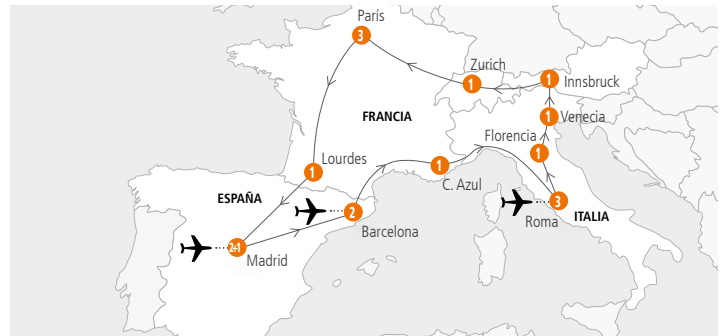 París
3
Zurich
1
1
Innsbruck
FRANCIA
1
Venecia
Florencia
1
1
Lourdes
1
C. Azul
ESPAÑA
2
Barcelona
3
Roma
ITALIA
2+1
Madrid